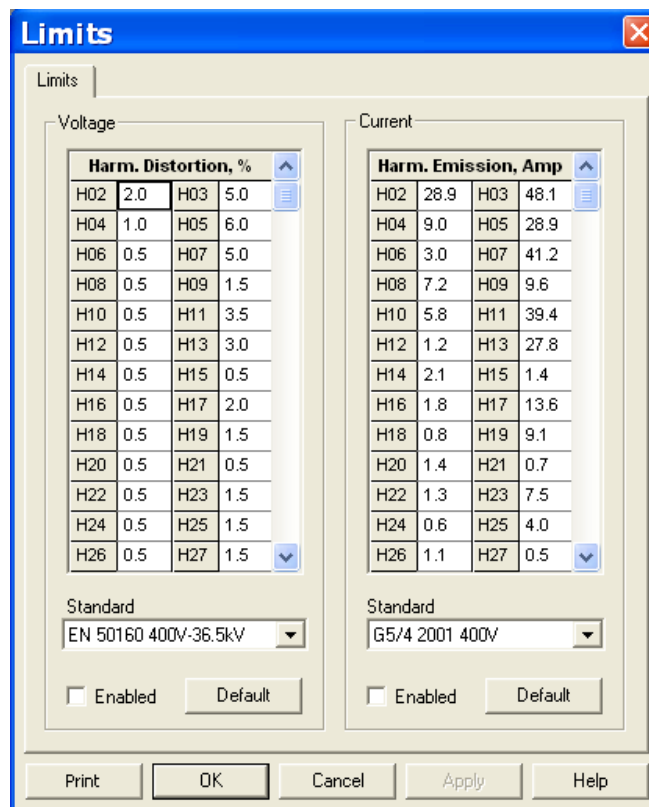 Limits
Limits
Voltage
Harm. Distortion, %
H02 2.0 H03 5.0
H04 1.0 H05 6.0
H06 0.5 H07 5.0
H08 0.5 H09 1.5
H10 0.5 H11 3.5
H12 0.5 H13 3.0
H14 0.5 H15 0.5
H16 0.5 H17 2.0
H18 0.5 H19 1.5
H20 0.5 H21 0.5
H22 0.5 H23 1.5
H24 0.5 H25 1.5
H26 0.5 H27 1.5
Standard
EN 50160 400V-36.5kV
Enabled Default
Current
Harm. Emission, Amp
H02 28.9 H03 48.1
H04 9.0 H05 28.9
H06 3.0 H07 41.2
H08 7.2 H09 9.6
H10 5.8 H11 39.4
H12 1.2 H13 27.8
H14 2.1 H15 1.4
H16 1.8 H17 13.6
H18 0.8 H19 9.1
H20 1.4 H21 0.7
H22 1.3 H23 7.5
H24 0.6 H25 4.0
H26 1.1 H27 0.5
Standard
G5/4 2001 400V
Enabled Default
Print OK Cancel Apply Help